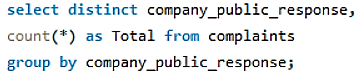 select distinct company_public_response,
count(*) as Total from complaints
group by company_public_response;